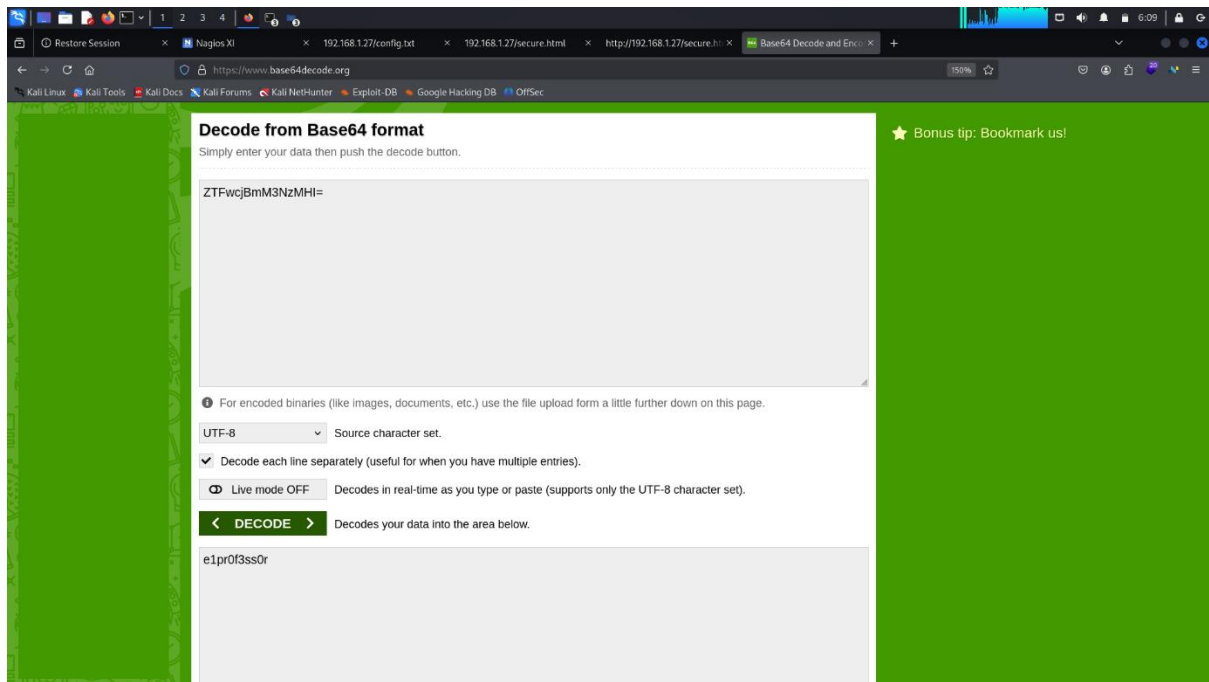 1 2 3 4 6:09
Restore Session Nagios XI 192.168.1.27/config.txt 192.168.1.27/secure.html http://192.168.1.27/secure.ht Base64 Decode and Enco
https://www.base64decode.org 150% 20
Kali Linux Kali Tools Kali Docs Kali Forums Kali NetHunter Exploit-DB Google Hacking DB OffSec
Decode from Base64 format
Bonus tip: Bookmark us!
Simply enter your data then push the decode button.
ZTFwcjBmM3NzMHI=
For encoded binaries (like images, documents, etc.) use the file upload form a little further down on this page.
UTF-8 Source character set.
Decode each line separately (useful for when you have multiple entries).
Live mode OFF Decodes in real-time as you type or paste (supports only the UTF-8 character set).
DECODE Decodes your data into the area below.
e1pr0f3ss0r